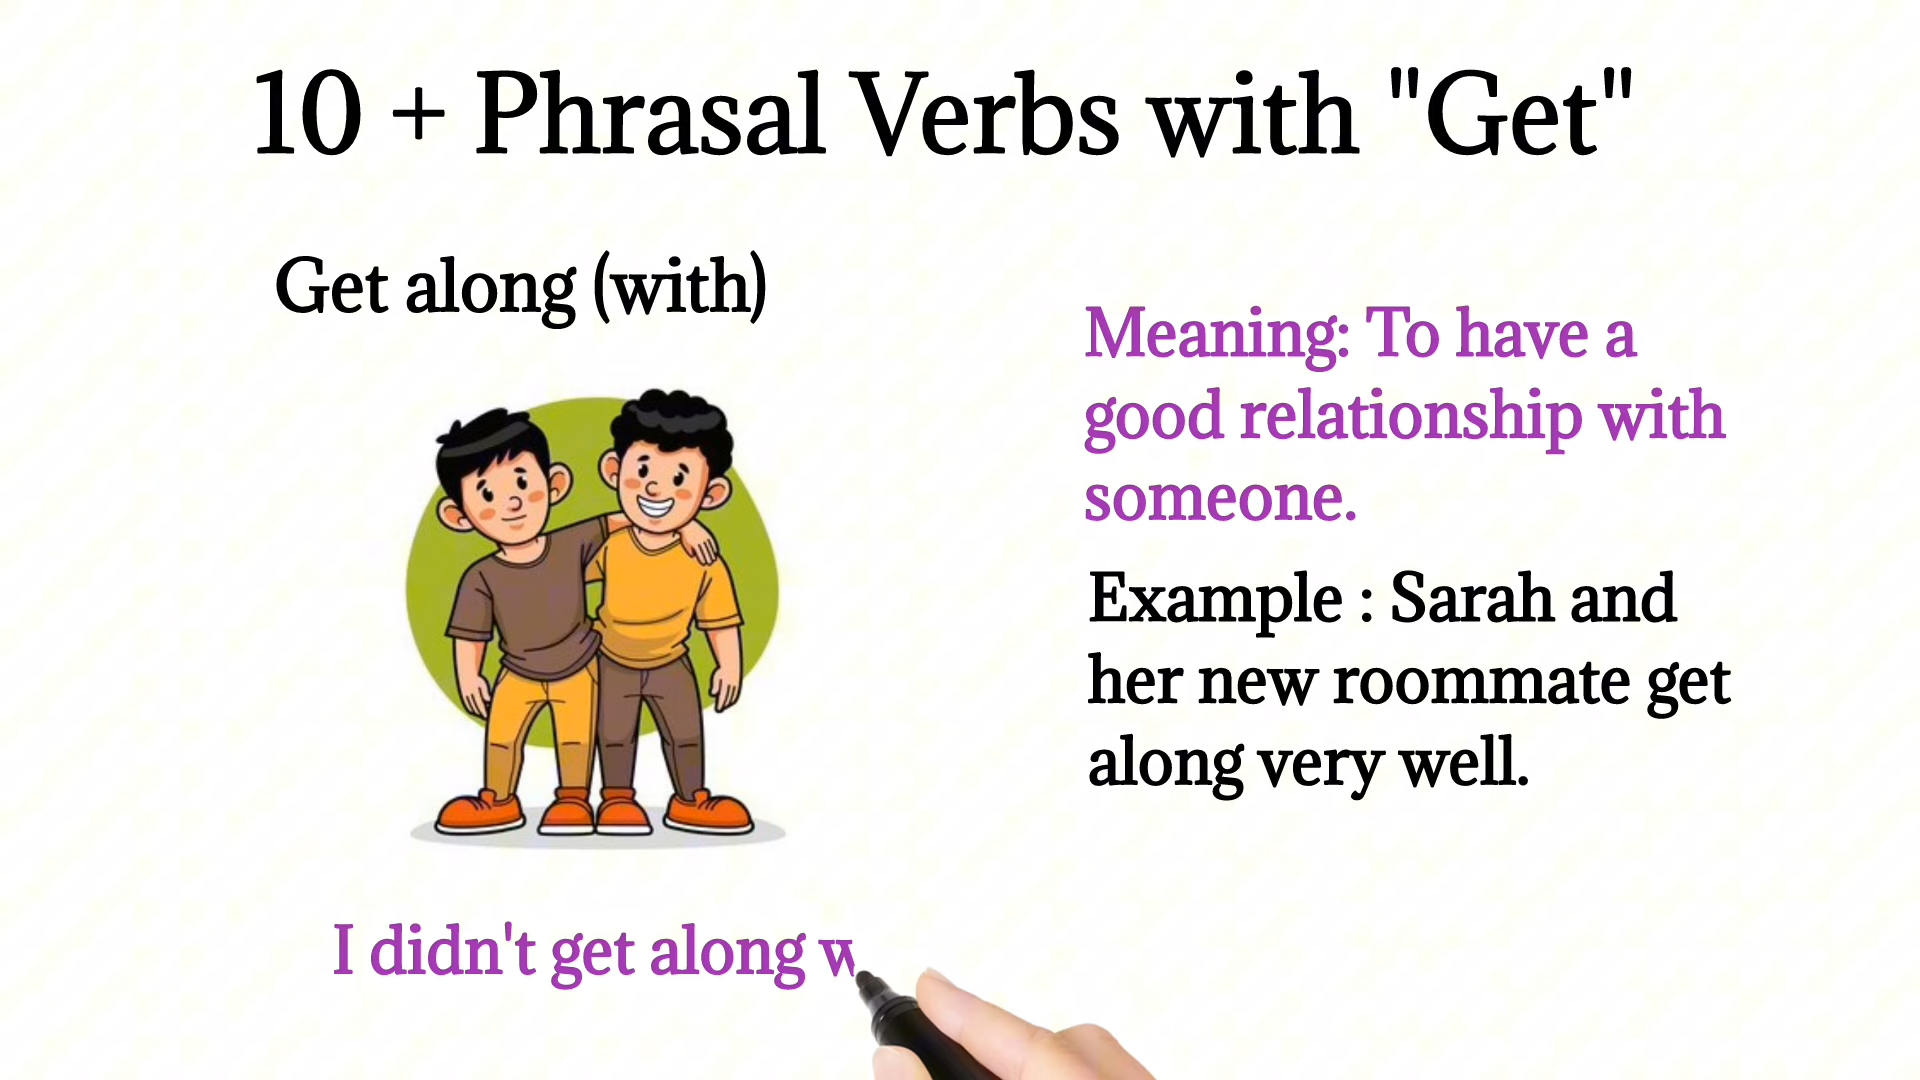 10 + Phrasal Verbs with "Get"
Get along (with)
Meaning: To have a
good relationship with
someone.
Example : Sarah and
her new roommate get
along very well.
I didn't get along